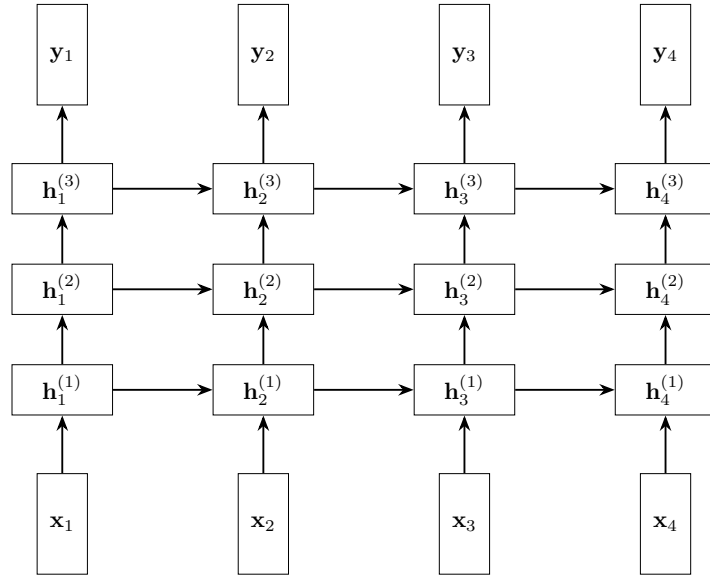 y₁ y₂ y₃ y₄
h₁⁽³⁾ h₂⁽³⁾ h₃⁽³⁾ h₄⁽³⁾
h₁⁽²⁾ h₂⁽²⁾ h₃⁽²⁾ h₄⁽²⁾
h₁⁽¹⁾ h₂⁽¹⁾ h₃⁽¹⁾ h₄⁽¹⁾
x₁ x₂ x₃ x₄